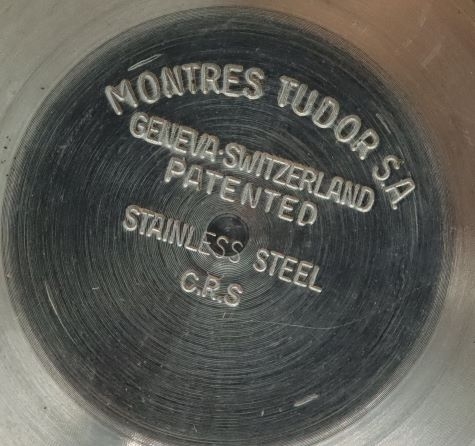 MONTRES TUDOR S.A.
GENEVA·SWITZERLAND
PATENTED
STAINLESS STEEL
C.R.S